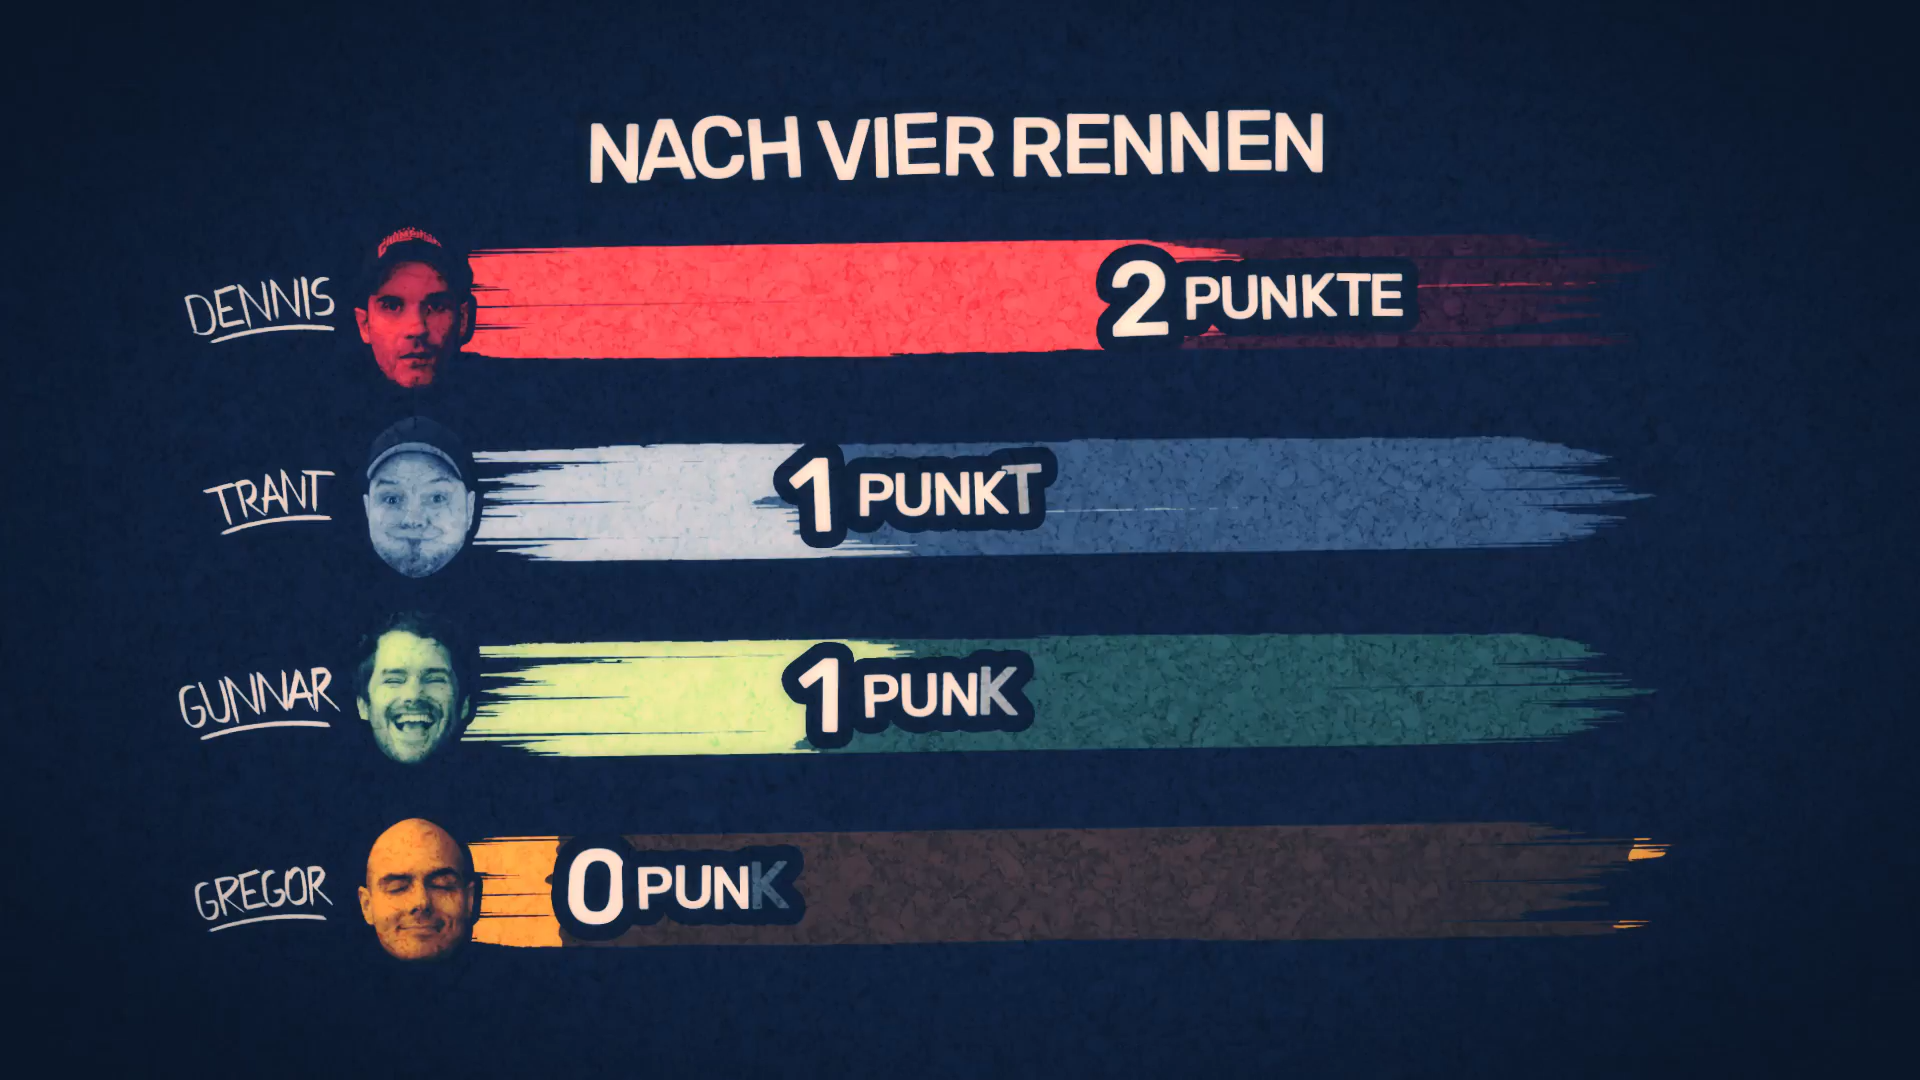 NACH VIER RENNEN
DENNIS
2 PUNKTE
TRANT
1 PUNKT
GUNNAR
1 PUNK
GREGOR
0 PUNK